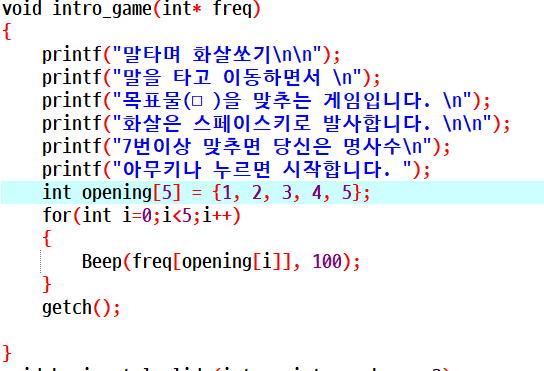 void intro_game(int* freq)
{
printf("말타며 화살쏘기\n\n");
printf("말을 타고 이동하면서 \n");
printf("목표물(□ )을 맞추는 게임입니다. \n");
printf("화살은 스페이스키로 발사합니다. \n\n");
printf("7번이상 맞추면 당신은 명사수\n");
printf("아무키나 누르면 시작합니다. ");
int opening[5] = {1, 2, 3, 4, 5};
for(int i=0;i<5;i++)
{
Beep(freq[opening[i]], 100);
}
getch();
}